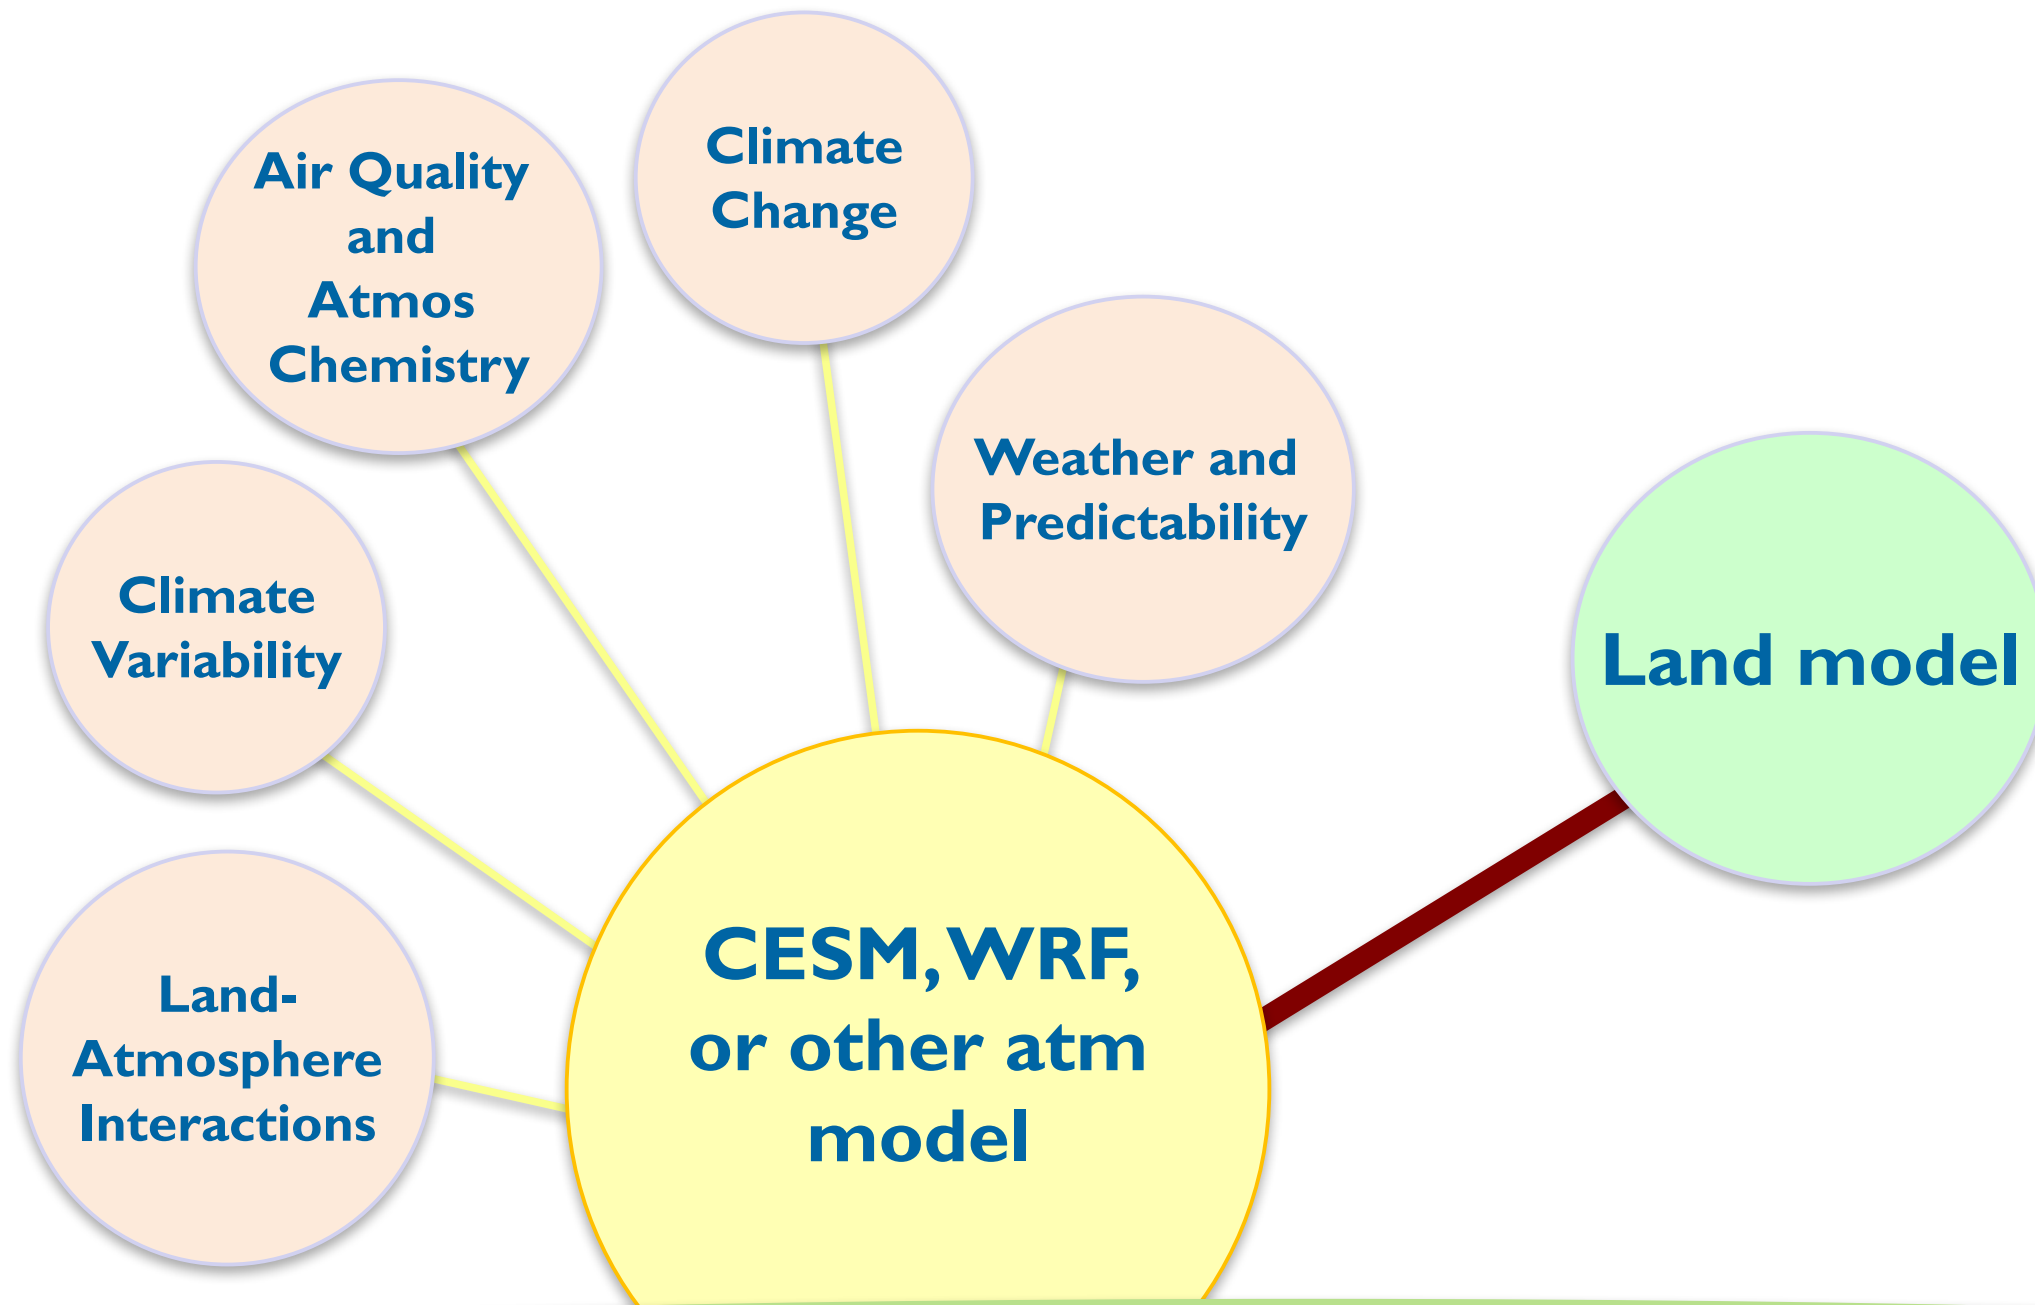 Climate
Change
Air Quality
and
Atmos
Chemistry
Weather and
Predictability
Climate
Variability
Land model
CESM, WRF,
or other atm
model
Land-
Atmosphere
Interactions